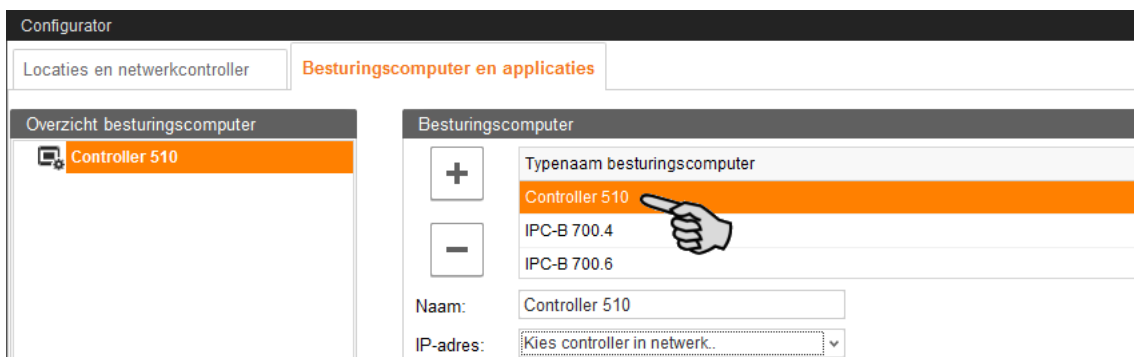 Configurator
Locaties en netwerkcontroller
Besturingscomputer en applicaties
Overzicht besturingscomputer
Controller 510
Besturingscomputer
Typenaam besturingscomputer
Controller 510
IPC-B 700.4
IPC-B 700.6
Naam: Controller 510
IP-adres: Kies controller in netwerk..